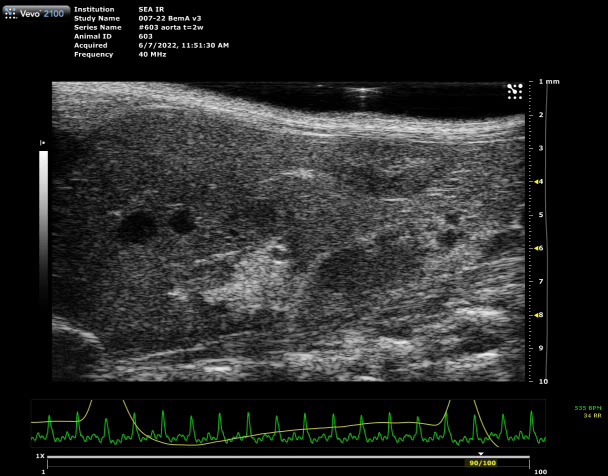 Vevo 2100
Institution SEA IR
Study Name 007-22 BemA v3
Series Name #603 aorta t=2w
Animal ID 603
Acquired 6/7/2022, 11:51:30 AM
Frequency 40 MHz
1 mm
2
3
4
5
6
7
8
9
10
535 BPM
34 RR
1X
90/100
1
100